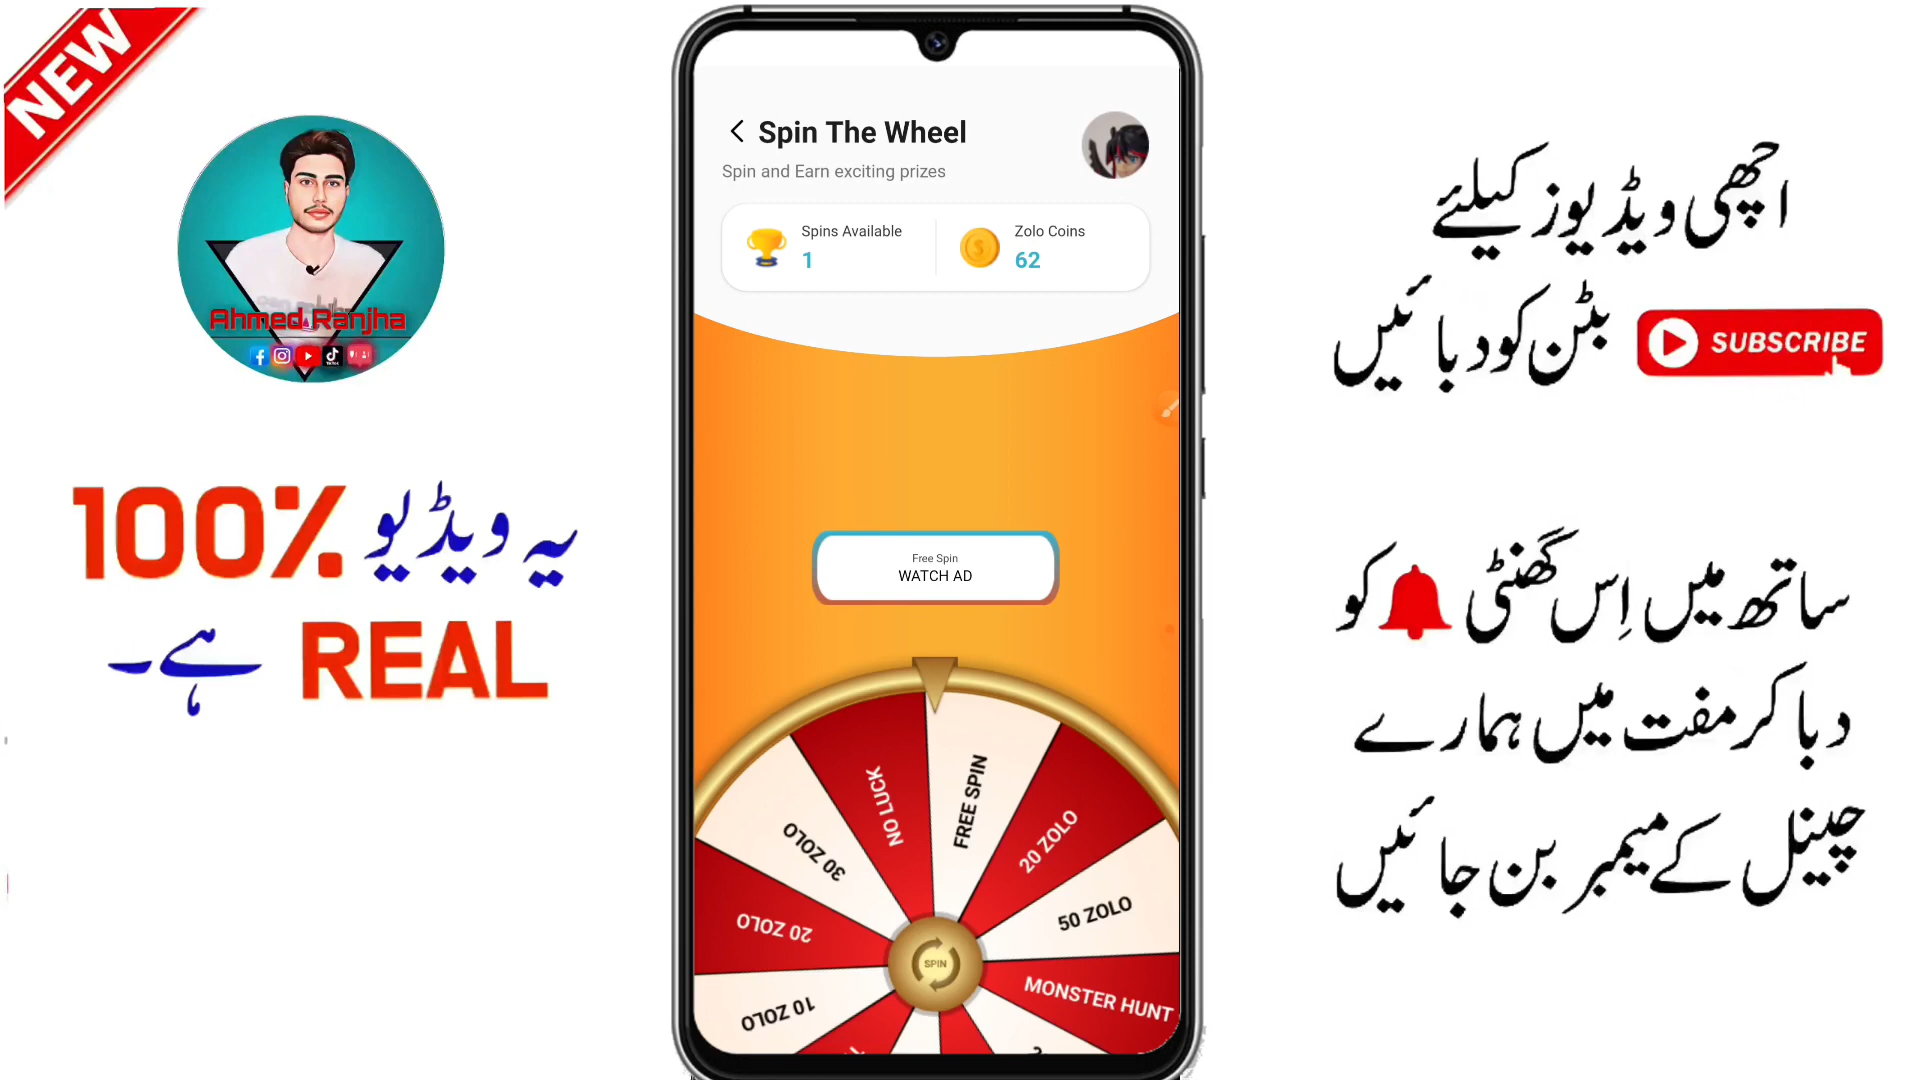 NEW
Ahmed Ranjha
یہ ویڈیو 100%
REAL ہے۔
Spin The Wheel
Spin and Earn exciting prizes
Spins Available
1
Zolo Coins
62
Free Spin
WATCH AD
20 ZOLO
30 ZOLO
NO LUCK
FREE SPIN
20 ZOLO
50 ZOLO
MONSTER HUNT
10 ZOLO
SPIN
اچھی ویڈیوز کیلئے
بٹن کو دبائیں SUBSCRIBE
ساتھ میں اِس گھنٹی کو
دبا کر مفت میں ہمارے
چینل کے میمبر بن جائیں